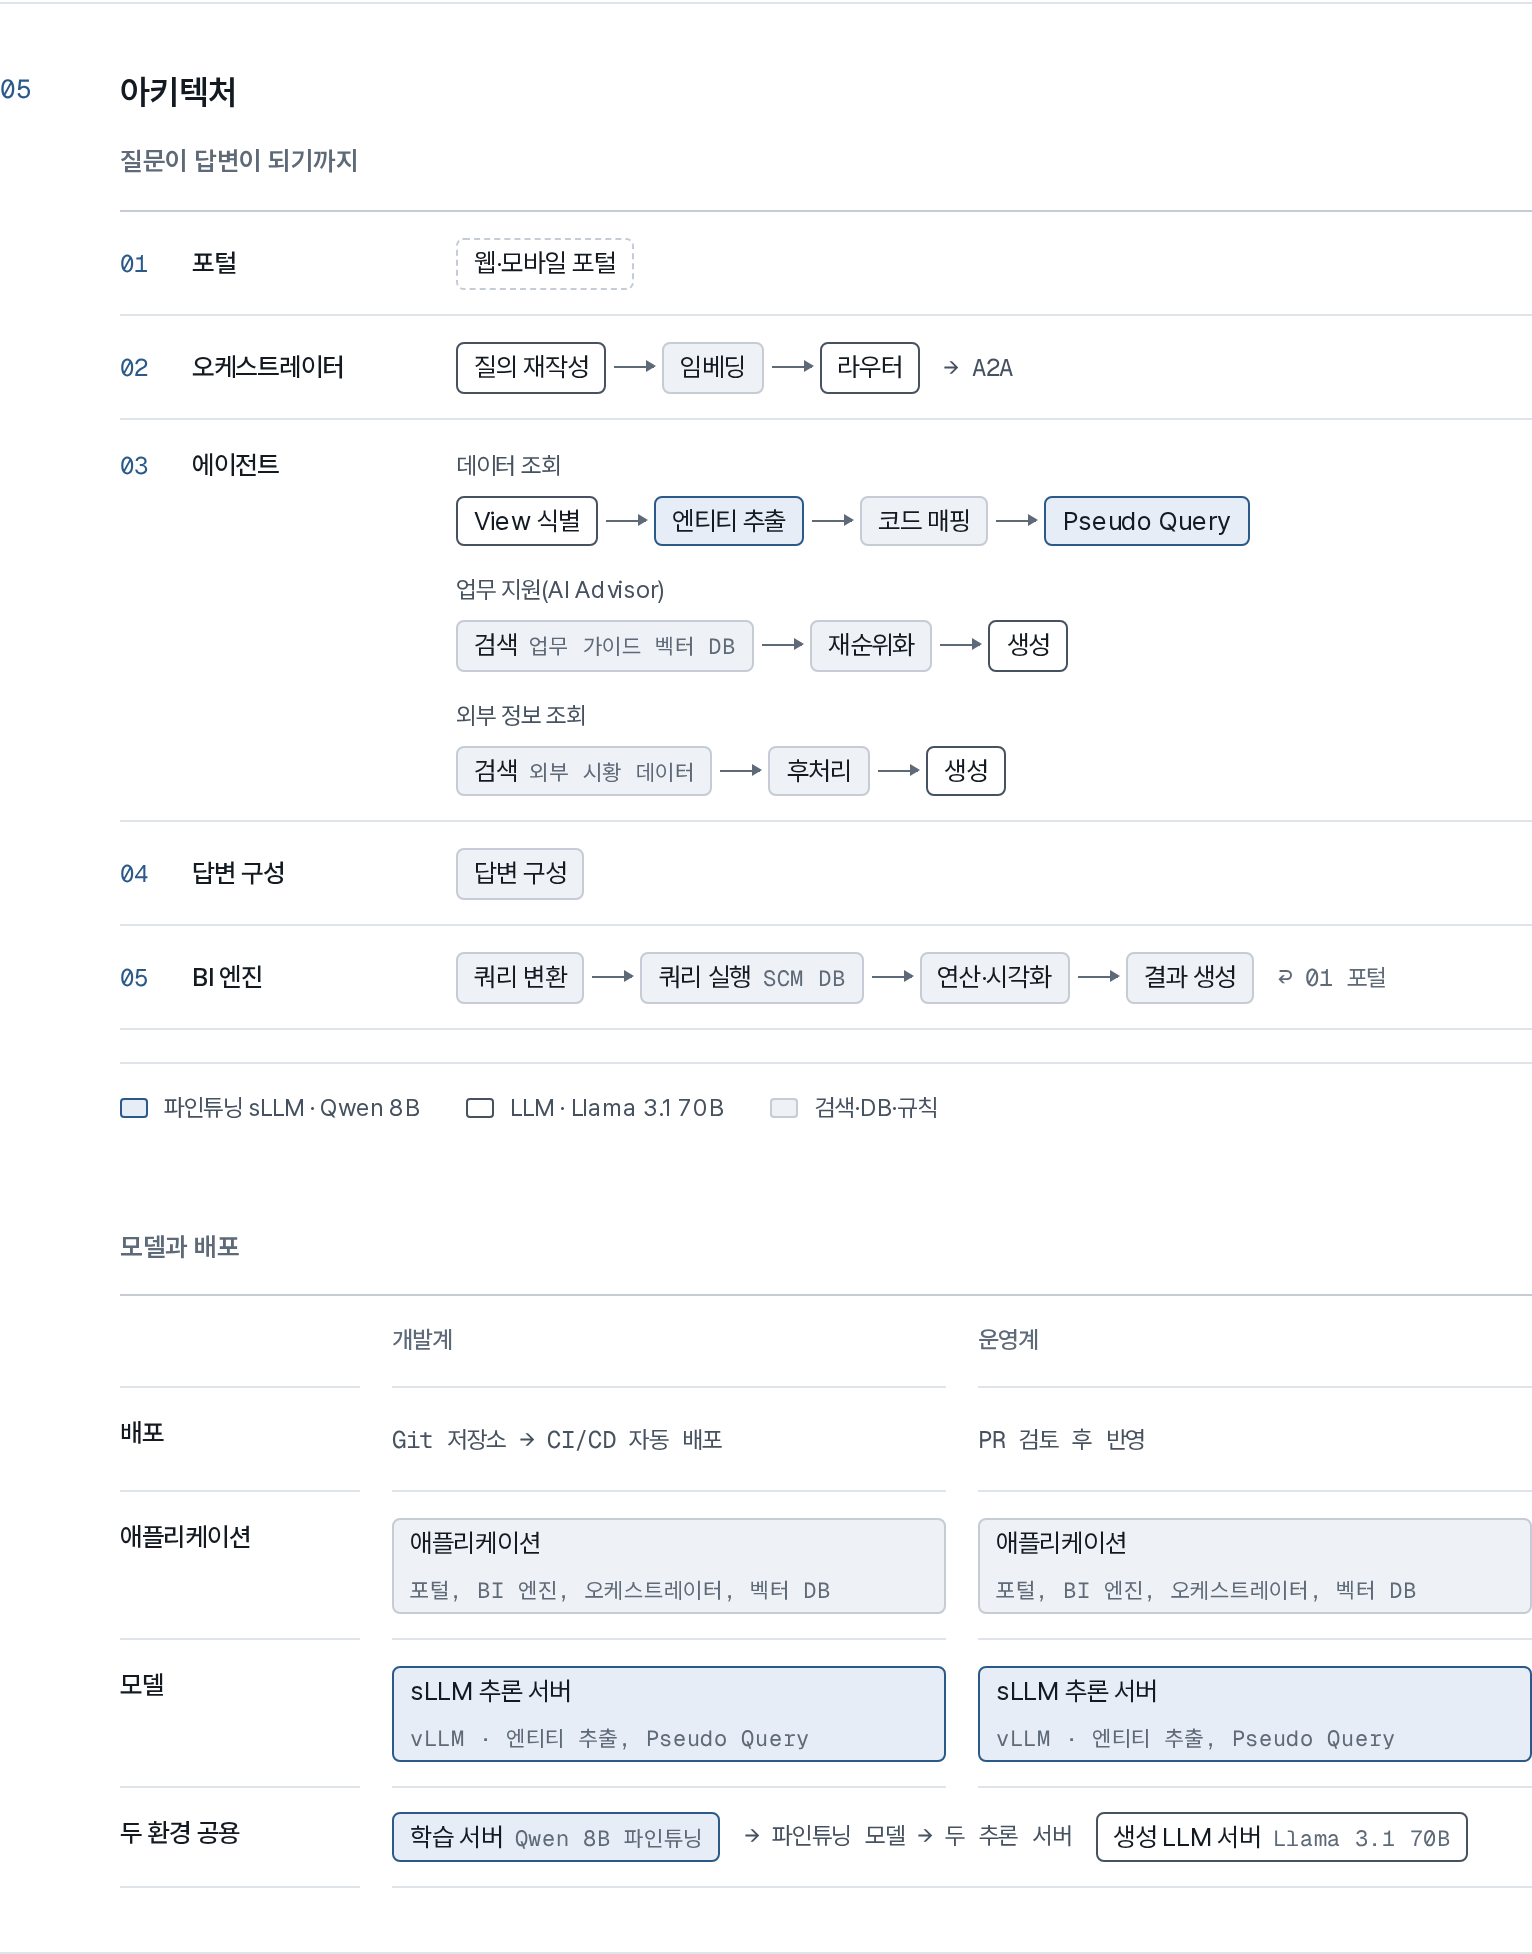 05 아키텍처
질문이 답변이 되기까지
01 포털 웹·모바일 포털
02 오케스트레이터 질의 재작성 → 임베딩 → 라우터 → A2A
03 에이전트 데이터 조회
View 식별 → 엔티티 추출 → 코드 매핑 → Pseudo Query
업무 지원(AI Advisor)
검색 업무 가이드 벡터 DB → 재순위화 → 생성
외부 정보 조회
검색 외부 시황 데이터 → 후처리 → 생성
04 답변 구성 답변 구성
05 BI 엔진 쿼리 변환 → 쿼리 실행 SCM DB → 연산·시각화 → 결과 생성 ⮌ 01 포털
파인튜닝 sLLM · Qwen 8B LLM · Llama 3.1 70B 검색·DB·규칙
모델과 배포
개발계 운영계
배포 Git 저장소 → CI/CD 자동 배포 PR 검토 후 반영
애플리케이션 애플리케이션 애플리케이션
포털, BI 엔진, 오케스트레이터, 벡터 DB 포털, BI 엔진, 오케스트레이터, 벡터 DB
모델 sLLM 추론 서버 sLLM 추론 서버
vLLM · 엔티티 추출, Pseudo Query vLLM · 엔티티 추출, Pseudo Query
두 환경 공용 학습 서버 Qwen 8B 파인튜닝 → 파인튜닝 모델 → 두 추론 서버 생성 LLM 서버 Llama 3.1 70B